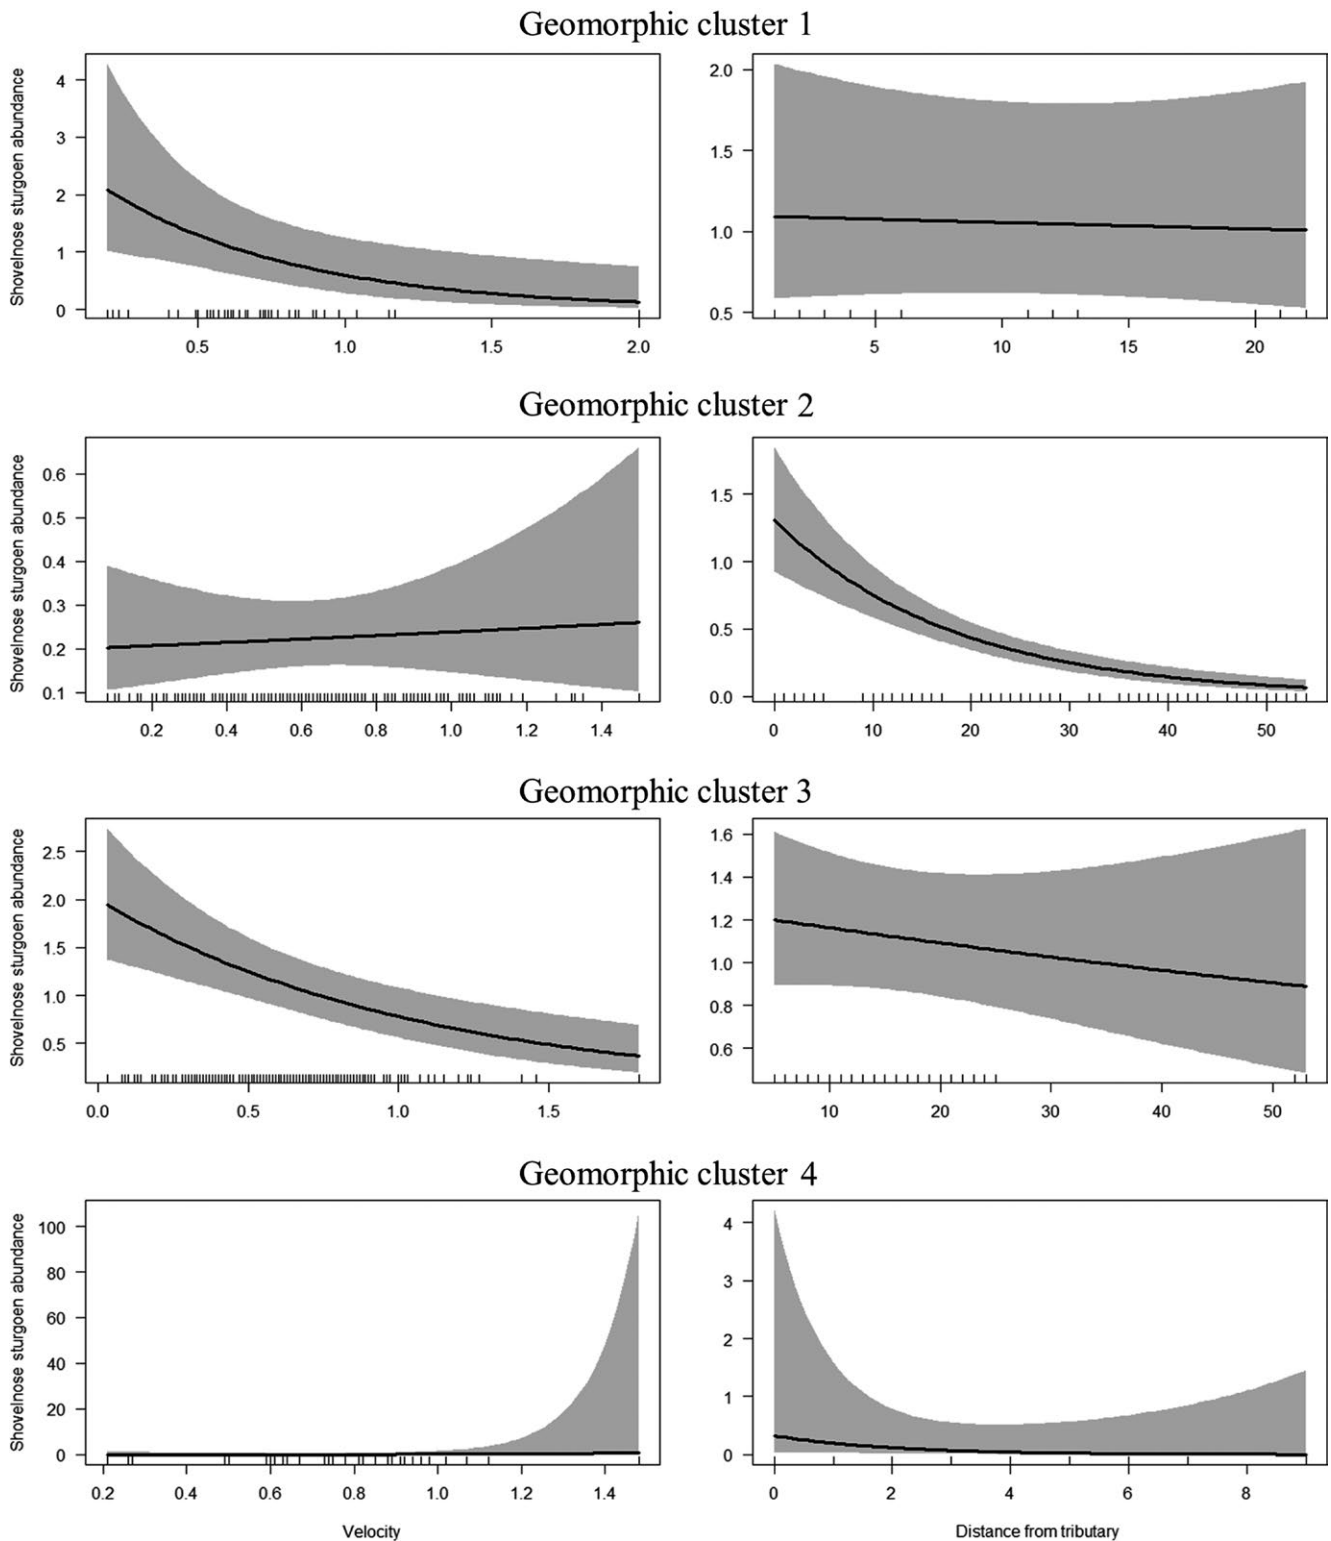 Geomorphic cluster 1
Shovelnose sturgoen abundance
4
3
2
1
0
0.5 1.0 1.5 2.0
2.0
1.5
1.0
0.5
5 10 15 20
Geomorphic cluster 2
Shovelnose sturgoen abundance
0.6
0.5
0.4
0.3
0.2
0.1
0.2 0.4 0.6 0.8 1.0 1.2 1.4
1.5
1.0
0.5
0.0
0 10 20 30 40 50
Geomorphic cluster 3
Shovelnose sturgoen abundance
2.5
2.0
1.5
1.0
0.5
0.0 0.5 1.0 1.5
1.6
1.4
1.2
1.0
0.8
0.6
10 20 30 40 50
Geomorphic cluster 4
Shovelnose sturgoen abundance
100
80
60
40
20
0
0.2 0.4 0.6 0.8 1.0 1.2 1.4
Velocity
4
3
2
1
0
0 2 4 6 8
Distance from tributary